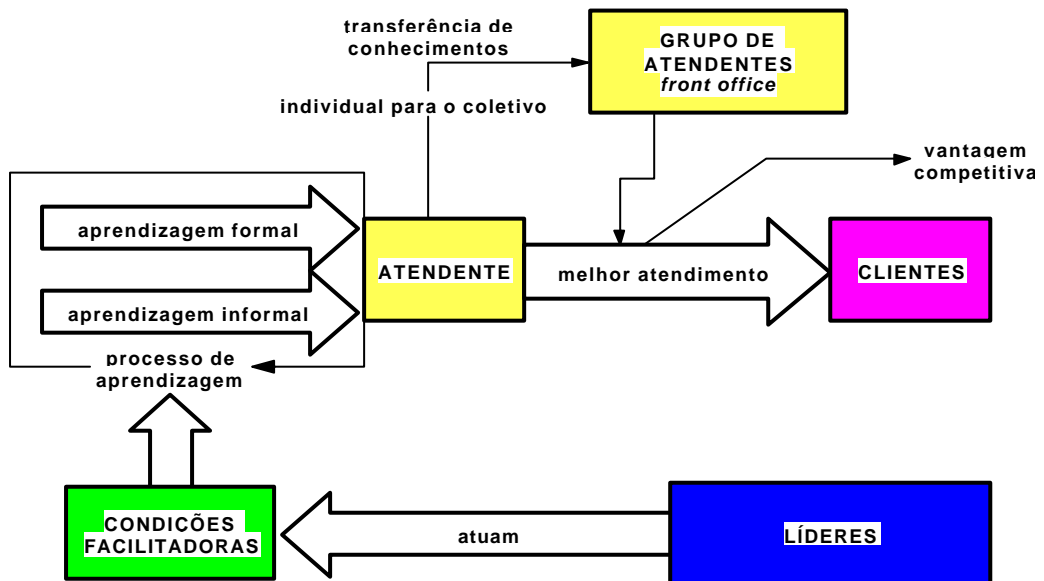 transferência de
conhecimentos
individual para o coletivo
GRUPO DE
ATENDENTES
front office
vantagem
competitiva
aprendizagem formal
aprendizagem informal
ATENDENTE
melhor atendimento
CLIENTES
processo de
aprendizagem
CONDIÇÕES
FACILITADORAS
atuam
LÍDERES